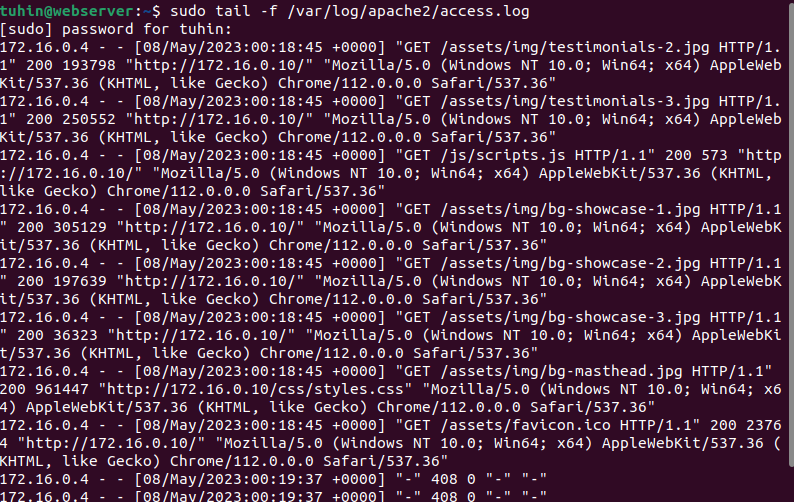 tuhin@webserver:~$ sudo tail -f /var/log/apache2/access.log
[sudo] password for tuhin:
172.16.0.4 - - [08/May/2023:00:18:45 +0000] "GET /assets/img/testimonials-2.jpg HTTP/1.
1" 200 193798 "http://172.16.0.10/" "Mozilla/5.0 (Windows NT 10.0; Win64; x64) AppleWeb
Kit/537.36 (KHTML, like Gecko) Chrome/112.0.0.0 Safari/537.36"
172.16.0.4 - - [08/May/2023:00:18:45 +0000] "GET /assets/img/testimonials-3.jpg HTTP/1.
1" 200 250552 "http://172.16.0.10/" "Mozilla/5.0 (Windows NT 10.0; Win64; x64) AppleWeb
Kit/537.36 (KHTML, like Gecko) Chrome/112.0.0.0 Safari/537.36"
172.16.0.4 - - [08/May/2023:00:18:45 +0000] "GET /js/scripts.js HTTP/1.1" 200 573 "http
://172.16.0.10/" "Mozilla/5.0 (Windows NT 10.0; Win64; x64) AppleWebKit/537.36 (KHTML,
like Gecko) Chrome/112.0.0.0 Safari/537.36"
172.16.0.4 - - [08/May/2023:00:18:45 +0000] "GET /assets/img/bg-showcase-1.jpg HTTP/1.1
" 200 305129 "http://172.16.0.10/" "Mozilla/5.0 (Windows NT 10.0; Win64; x64) AppleWebK
it/537.36 (KHTML, like Gecko) Chrome/112.0.0.0 Safari/537.36"
172.16.0.4 - - [08/May/2023:00:18:45 +0000] "GET /assets/img/bg-showcase-2.jpg HTTP/1.1
" 200 197639 "http://172.16.0.10/" "Mozilla/5.0 (Windows NT 10.0; Win64; x64) AppleWebK
it/537.36 (KHTML, like Gecko) Chrome/112.0.0.0 Safari/537.36"
172.16.0.4 - - [08/May/2023:00:18:45 +0000] "GET /assets/img/bg-showcase-3.jpg HTTP/1.1
" 200 36323 "http://172.16.0.10/" "Mozilla/5.0 (Windows NT 10.0; Win64; x64) AppleWebKi
t/537.36 (KHTML, like Gecko) Chrome/112.0.0.0 Safari/537.36"
172.16.0.4 - - [08/May/2023:00:18:45 +0000] "GET /assets/img/bg-masthead.jpg HTTP/1.1"
200 961447 "http://172.16.0.10/css/styles.css" "Mozilla/5.0 (Windows NT 10.0; Win64; x6
4) AppleWebKit/537.36 (KHTML, like Gecko) Chrome/112.0.0.0 Safari/537.36"
172.16.0.4 - - [08/May/2023:00:18:45 +0000] "GET /assets/favicon.ico HTTP/1.1" 200 2376
4 "http://172.16.0.10/" "Mozilla/5.0 (Windows NT 10.0; Win64; x64) AppleWebKit/537.36 (
KHTML, like Gecko) Chrome/112.0.0.0 Safari/537.36"
172.16.0.4 - - [08/May/2023:00:19:37 +0000] "-" 408 0 "-" "-"
172.16.0.4 - - [08/May/2023:00:19:37 +0000] "-" 408 0 "-" "-"